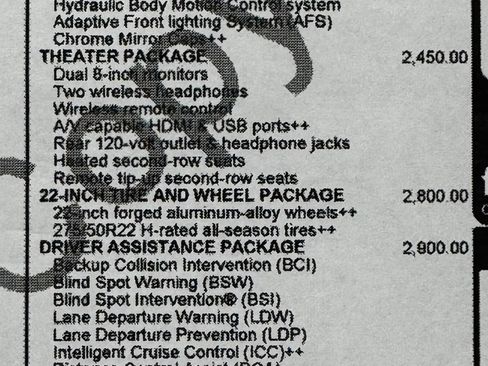 Hydraulic Body Motion Control system
Adaptive Front lighting System (AFS)
Chrome Mirror Caps++
THEATER PACKAGE 2,450.00
Dual 8-inch monitors
Two wireless headphones
Wireless remote control
A/V capable HDMI & USB ports++
Rear 120-volt outlet & headphone jacks
Heated second-row seats
Remote tip-up second-row seats
22-INCH TIRE AND WHEEL PACKAGE 2,800.00
22-inch forged aluminum-alloy wheels++
275/50R22 H-rated all-season tires++
DRIVER ASSISTANCE PACKAGE 2,900.00
Backup Collision Intervention (BCI)
Blind Spot Warning (BSW)
Blind Spot Intervention® (BSI)
Lane Departure Warning (LDW)
Lane Departure Prevention (LDP)
Intelligent Cruise Control (ICC)++